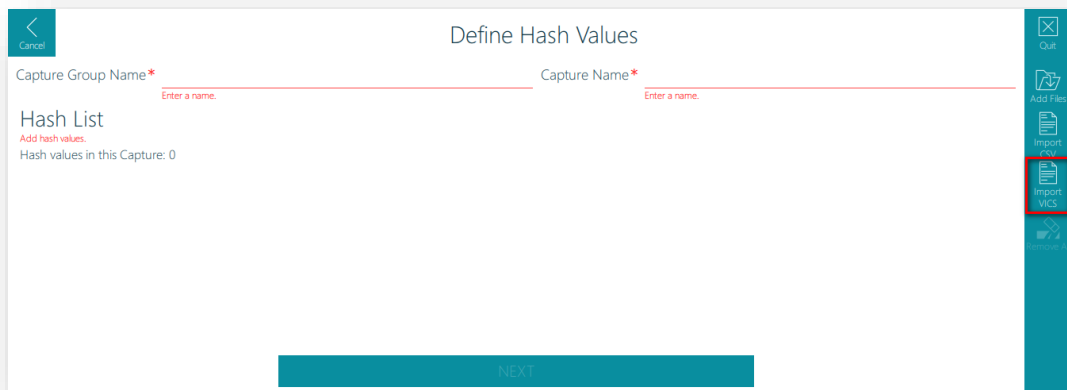 Cancel
Define Hash Values
Quit
Capture Group Name*
Enter a name.
Capture Name*
Enter a name.
Add Files
Hash List
Add hash values.
Hash values in this Capture: 0
Import
CSV
Import
VICS
Remove A
NEXT